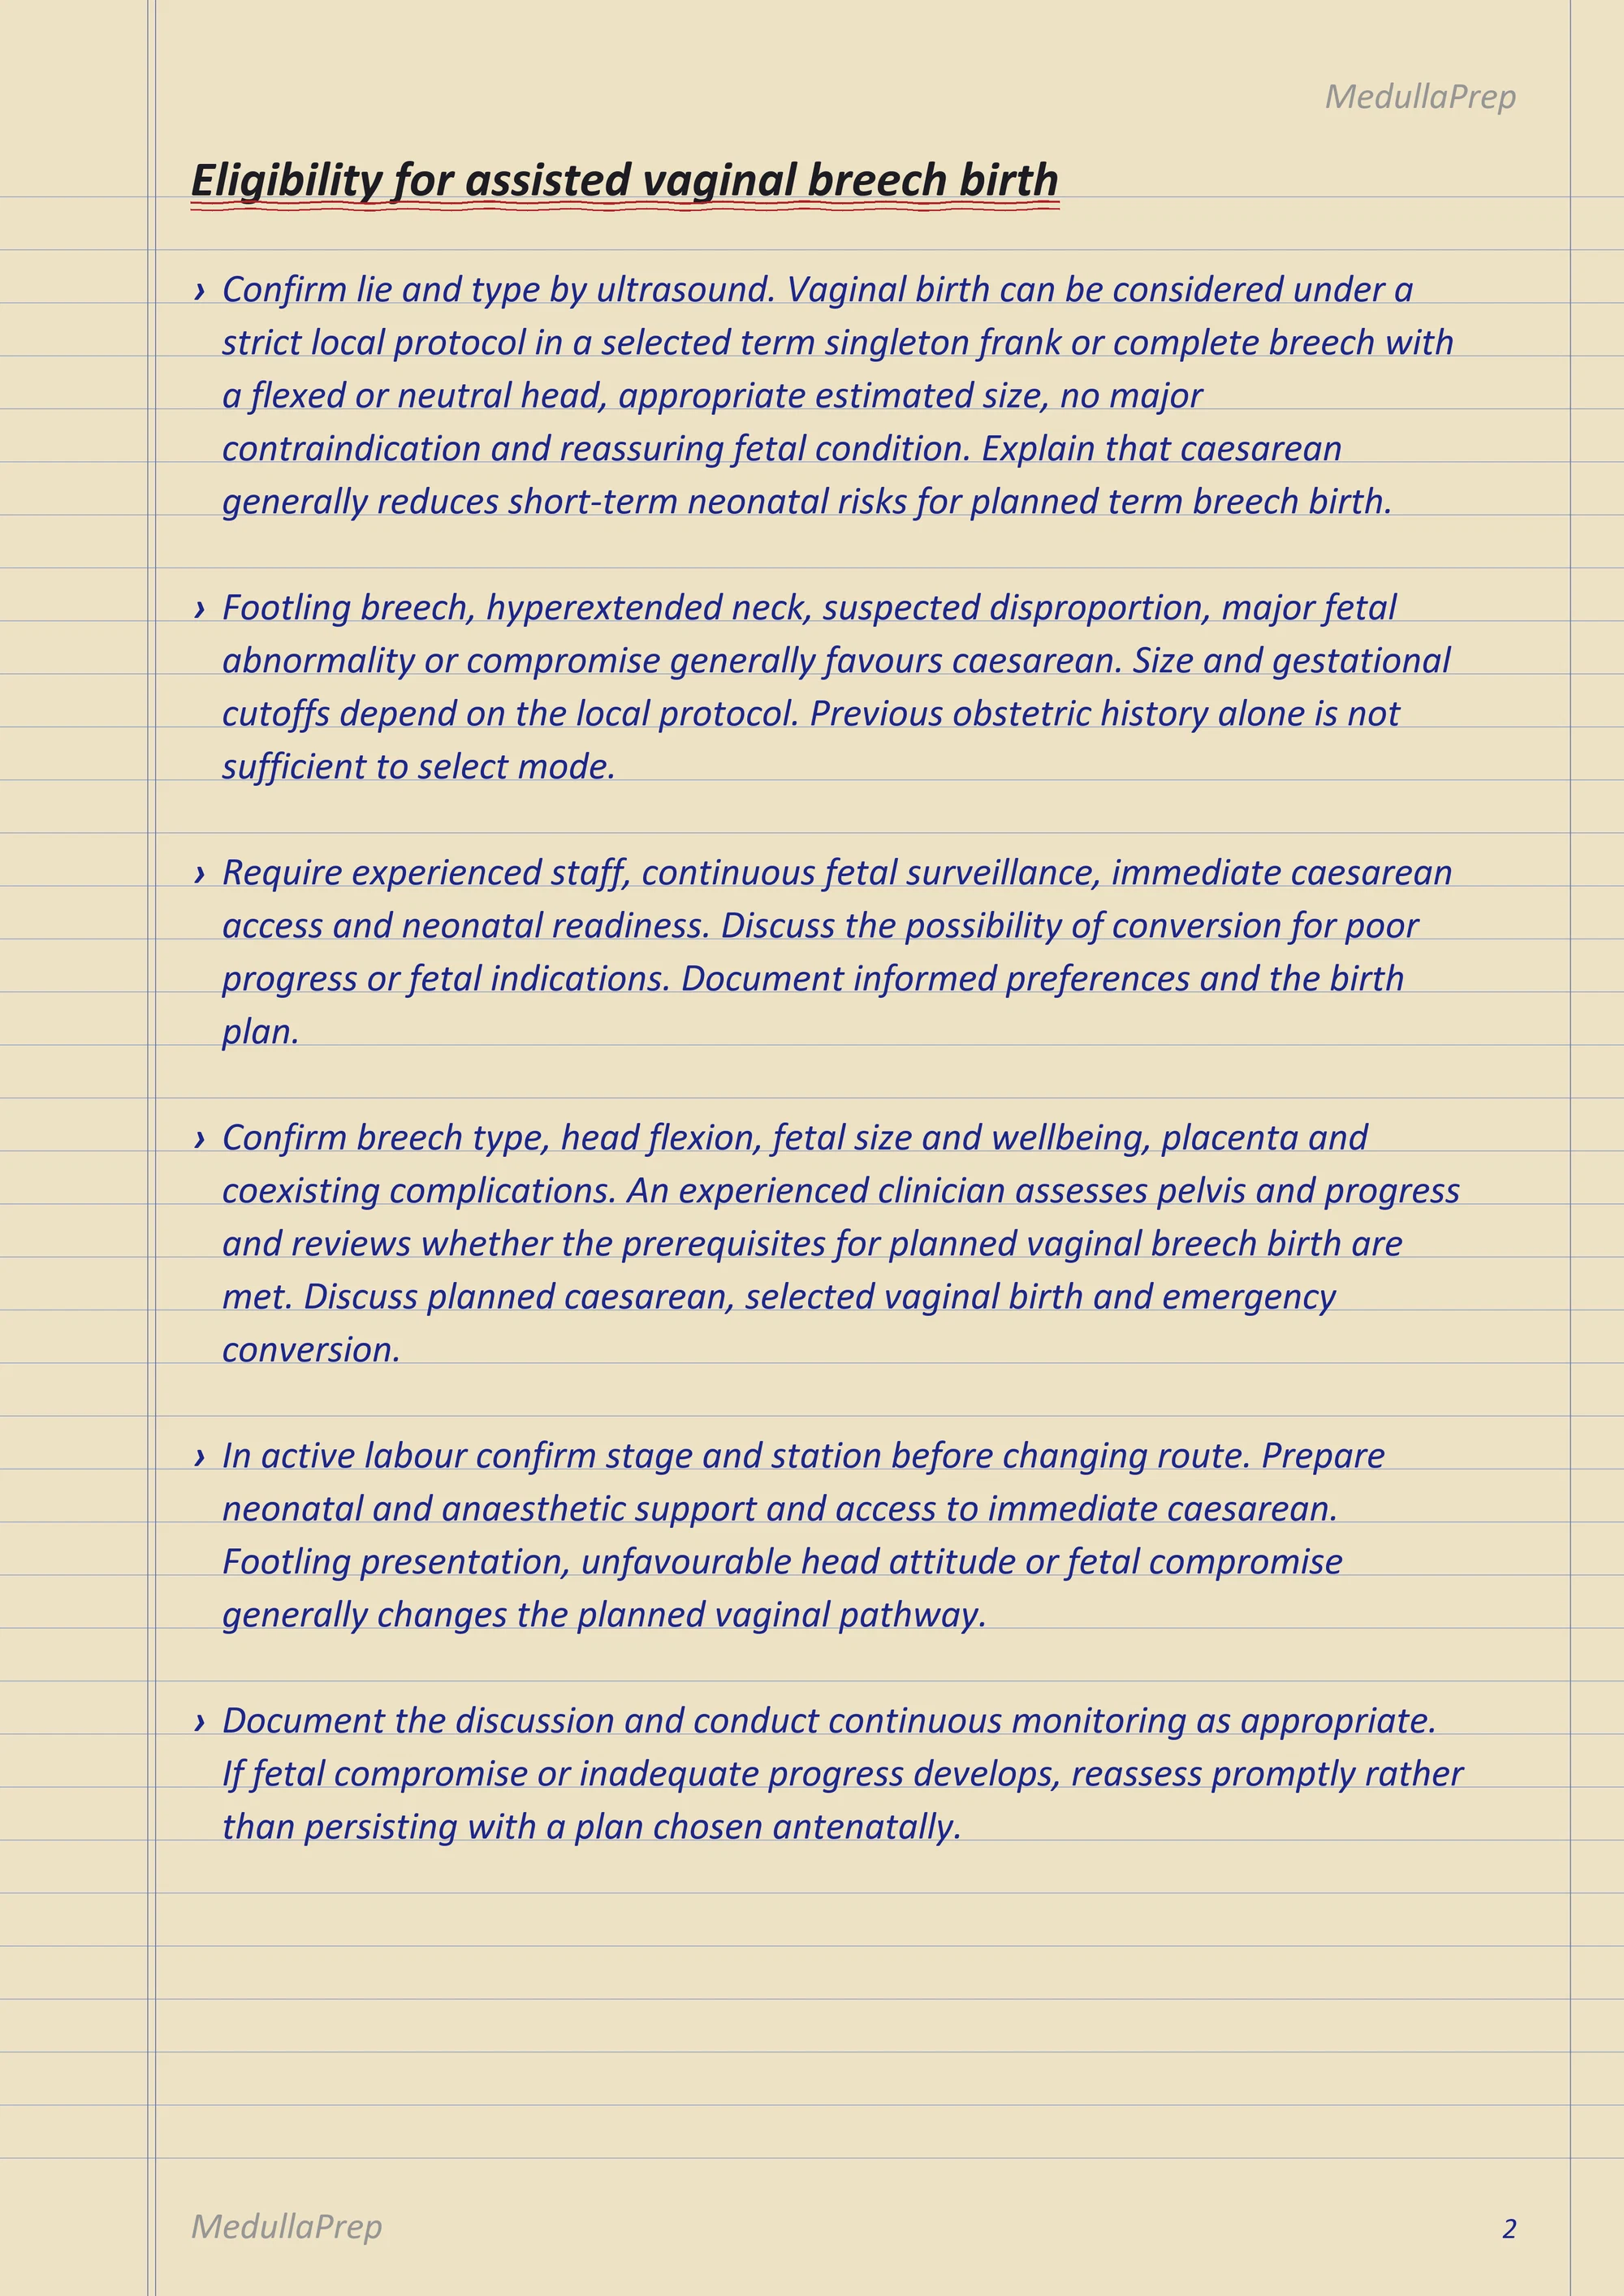 MedullaPrep
Eligibility for assisted vaginal breech birth
› Confirm lie and type by ultrasound. Vaginal birth can be considered under a
strict local protocol in a selected term singleton frank or complete breech with
a flexed or neutral head, appropriate estimated size, no major
contraindication and reassuring fetal condition. Explain that caesarean
generally reduces short-term neonatal risks for planned term breech birth.
› Footling breech, hyperextended neck, suspected disproportion, major fetal
abnormality or compromise generally favours caesarean. Size and gestational
cutoffs depend on the local protocol. Previous obstetric history alone is not
sufficient to select mode.
› Require experienced staff, continuous fetal surveillance, immediate caesarean
access and neonatal readiness. Discuss the possibility of conversion for poor
progress or fetal indications. Document informed preferences and the birth
plan.
› Confirm breech type, head flexion, fetal size and wellbeing, placenta and
coexisting complications. An experienced clinician assesses pelvis and progress
and reviews whether the prerequisites for planned vaginal breech birth are
met. Discuss planned caesarean, selected vaginal birth and emergency
conversion.
› In active labour confirm stage and station before changing route. Prepare
neonatal and anaesthetic support and access to immediate caesarean.
Footling presentation, unfavourable head attitude or fetal compromise
generally changes the planned vaginal pathway.
› Document the discussion and conduct continuous monitoring as appropriate.
If fetal compromise or inadequate progress develops, reassess promptly rather
than persisting with a plan chosen antenatally.
MedullaPrep
2